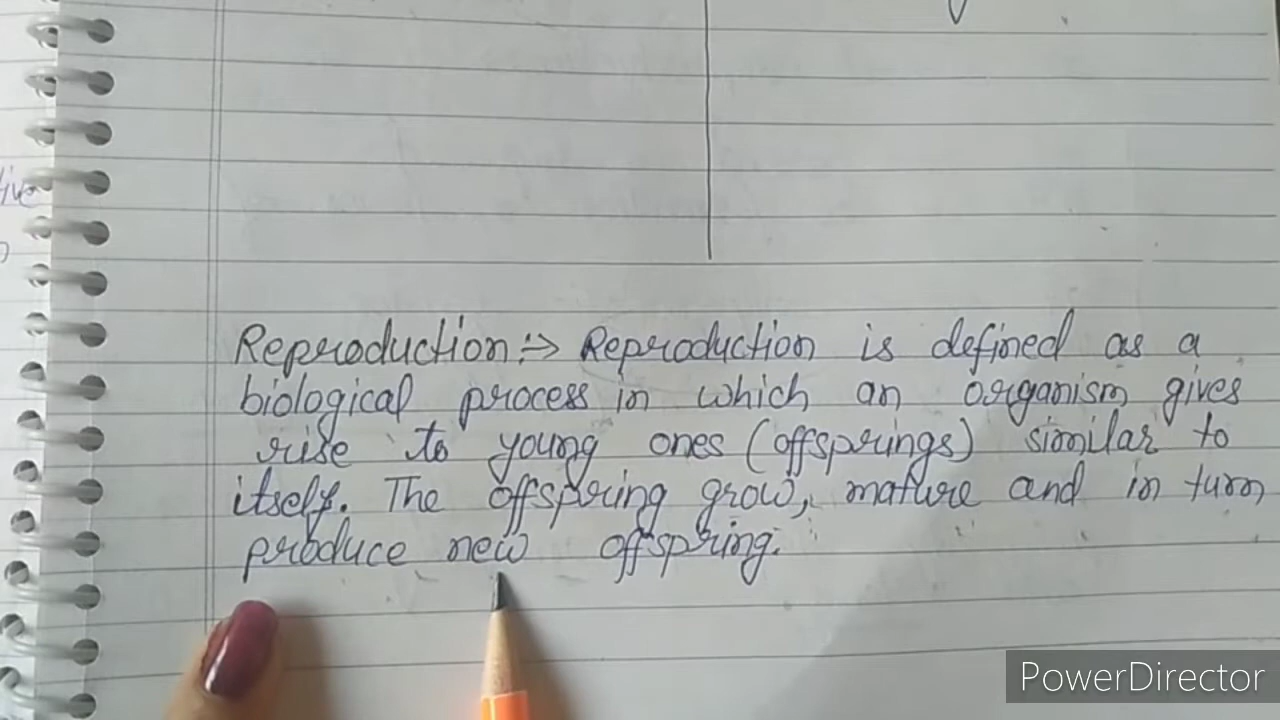 Reproduction:-> Reproduction is defined as a
biological process in which an organism gives
rise to young ones (offsprings) similar to
itself. The offspring grow, mature and in turn
produce new offspring.
PowerDirector